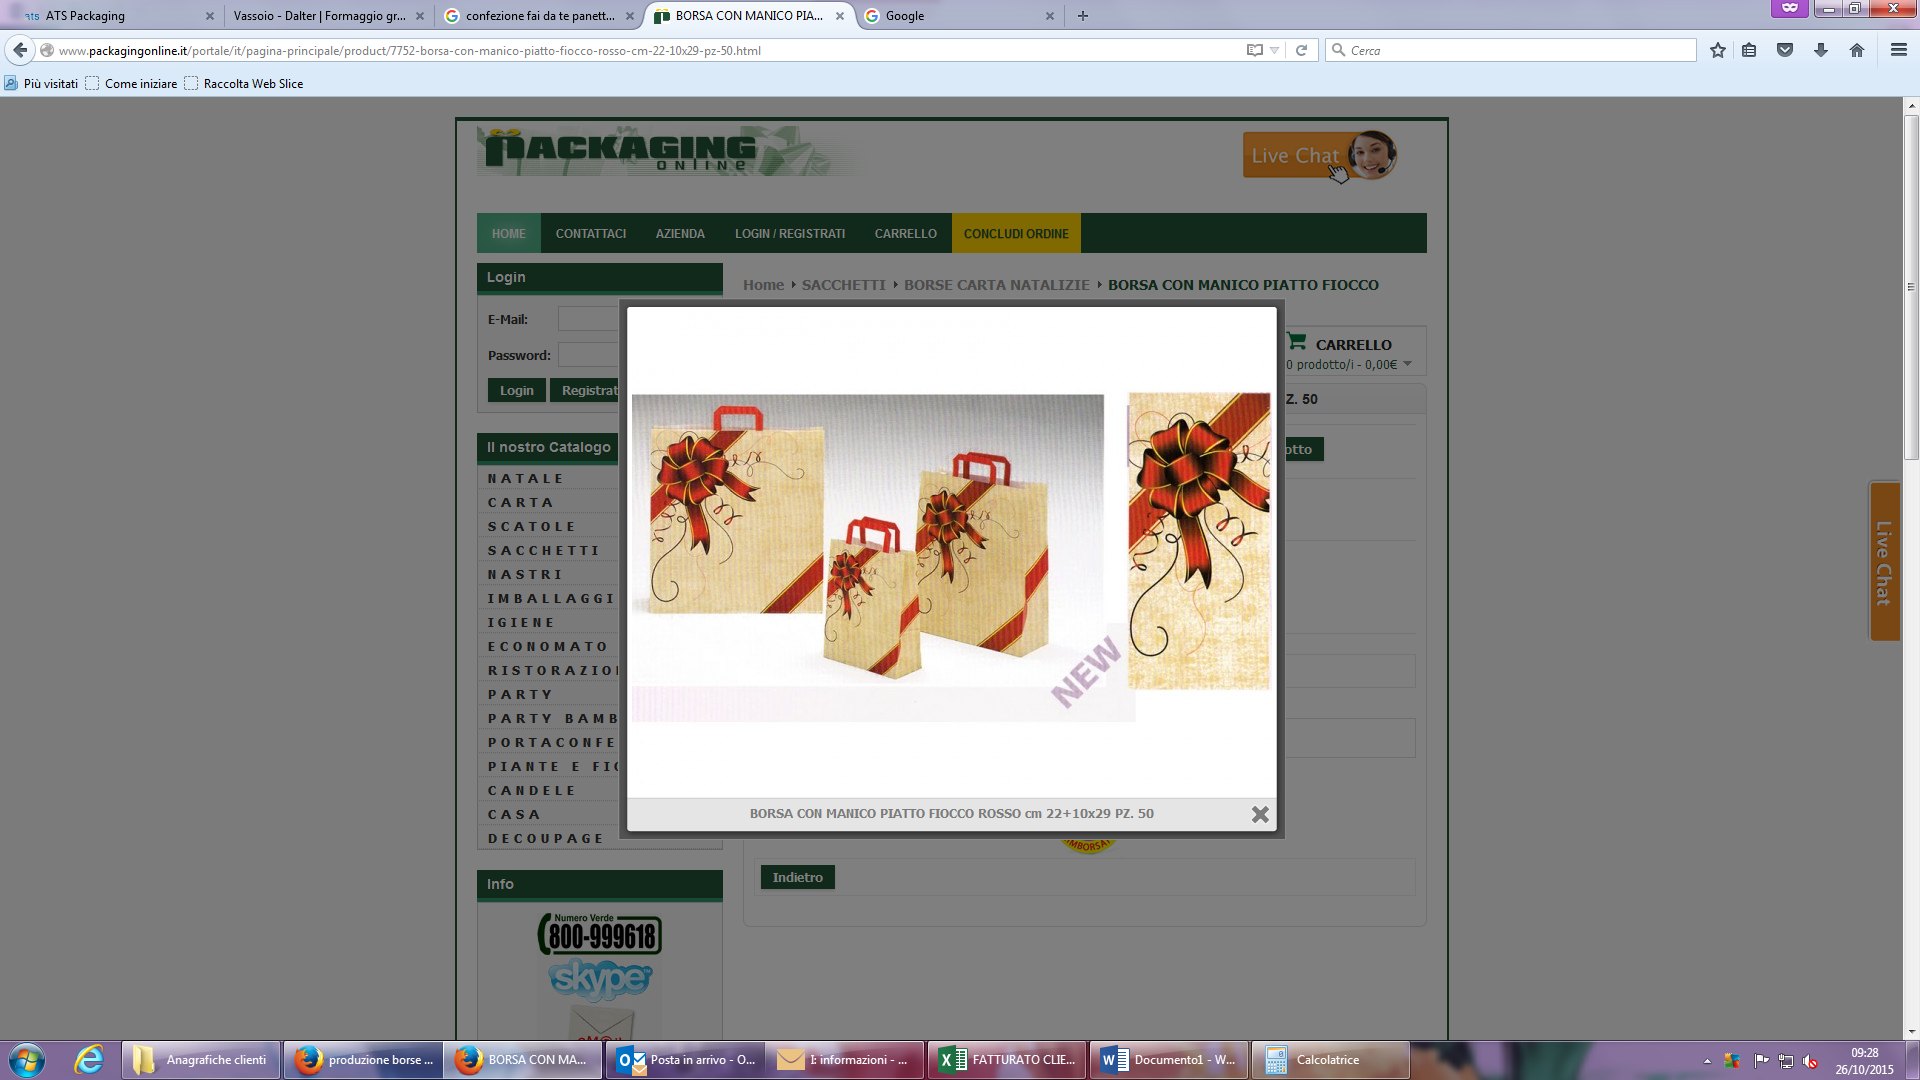 ats ATS Packaging
Vassoio - Dalter | Formaggio gr...
confezione fai da te panett...
BORSA CON MANICO PIA...
Google
www.packagingonline.it/portale/it/pagina-principale/product/7752-borsa-con-manico-piatto-fiocco-rosso-cm-22-10x29-pz-50.html
Cerca
Più visitati
Come iniziare
Raccolta Web Slice
PACKAGING
online
Live Chat
HOME
CONTATTACI
AZIENDA
LOGIN / REGISTRATI
CARRELLO
CONCLUDI ORDINE
Login
Home
SACCHETTI
BORSE CARTA NATALIZIE
BORSA CON MANICO PIATTO FIOCCO
E-Mail:
Password:
Login
Registrat
CARRELLO
0 prodotto/i - 0,00€
Z. 50
otto
Il nostro Catalogo
NATALE
CARTA
SCATOLE
SACCHETTI
NASTRI
IMBALLAGGI
IGIENE
ECONOMATO
RISTORAZIO
PARTY
PARTY BAMB
PORTACONFE
PIANTE E FIO
CANDELE
CASA
DECOUPAGE
NEW
Live Chat
BORSA CON MANICO PIATTO FIOCCO ROSSO cm 22+10x29 PZ. 50
Indietro
Info
Numero Verde
800-999618
skype
Anagrafiche clienti
produzione borse ...
BORSA CON MA...
Posta in arrivo - O...
I: informazioni - ...
FATTURATO CLIE...
Documento1 - W...
Calcolatrice
09:28
26/10/2015